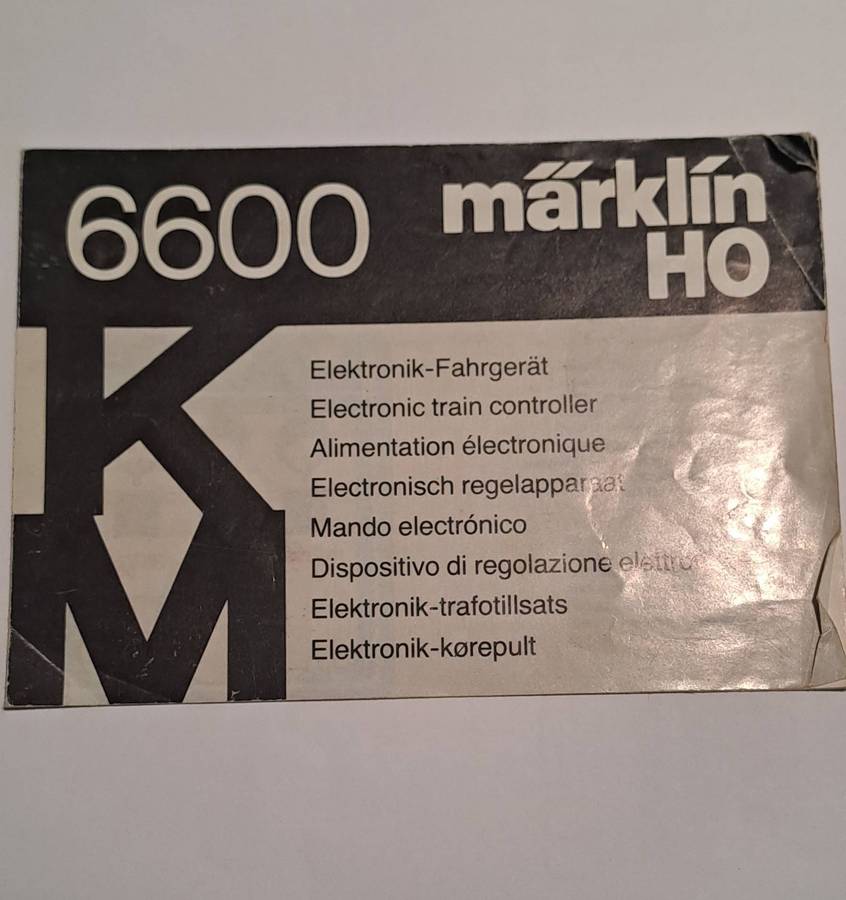 6600
märklin
HO
K
M
Elektronik-Fahrgerät
Electronic train controller
Alimentation électronique
Electronisch regelapparaat
Mando electrónico
Dispositivo di regolazione
Elektronik-trafotillsats
Elektronik-kørepult